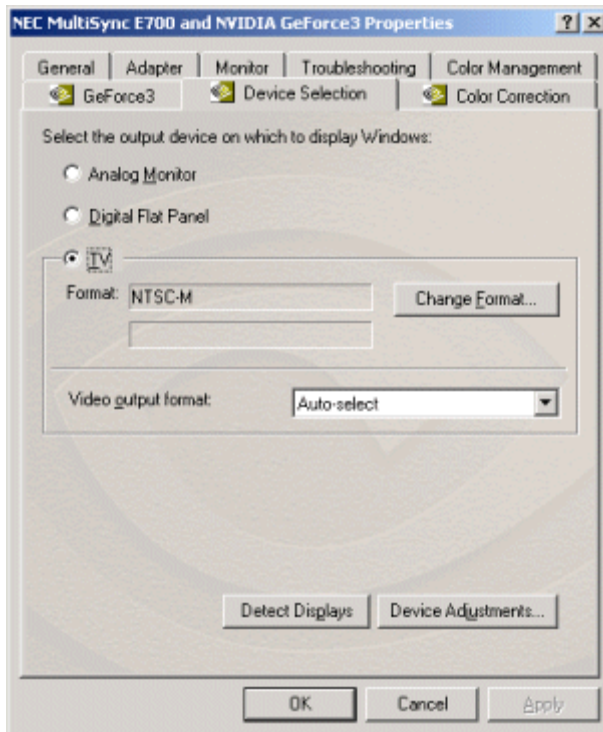 NEC MultiSync E700 and NVIDIA GeForce3 Properties
General Adapter Monitor Troubleshooting Color Management
GeForce3 Device Selection Color Correction
Select the output device on which to display Windows:
Analog Monitor
Digital Flat Panel
TV
Format: NTSC-M Change Format...
Video output format: Auto-select
Detect Displays Device Adjustments...
OK Cancel Apply